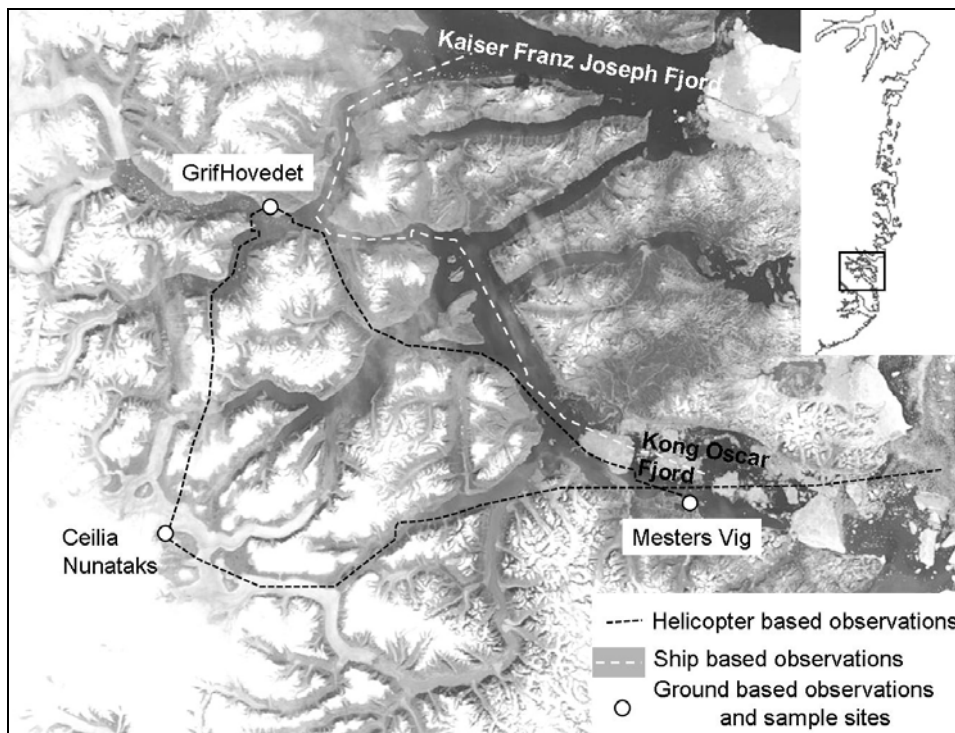 Kaiser Franz Joseph Fjord
GrifHovedet
Kong Oscar
Fjord
Ceilia
Nunataks
Mesters Vig
Helicopter based observations
Ship based observations
Ground based observations
and sample sites